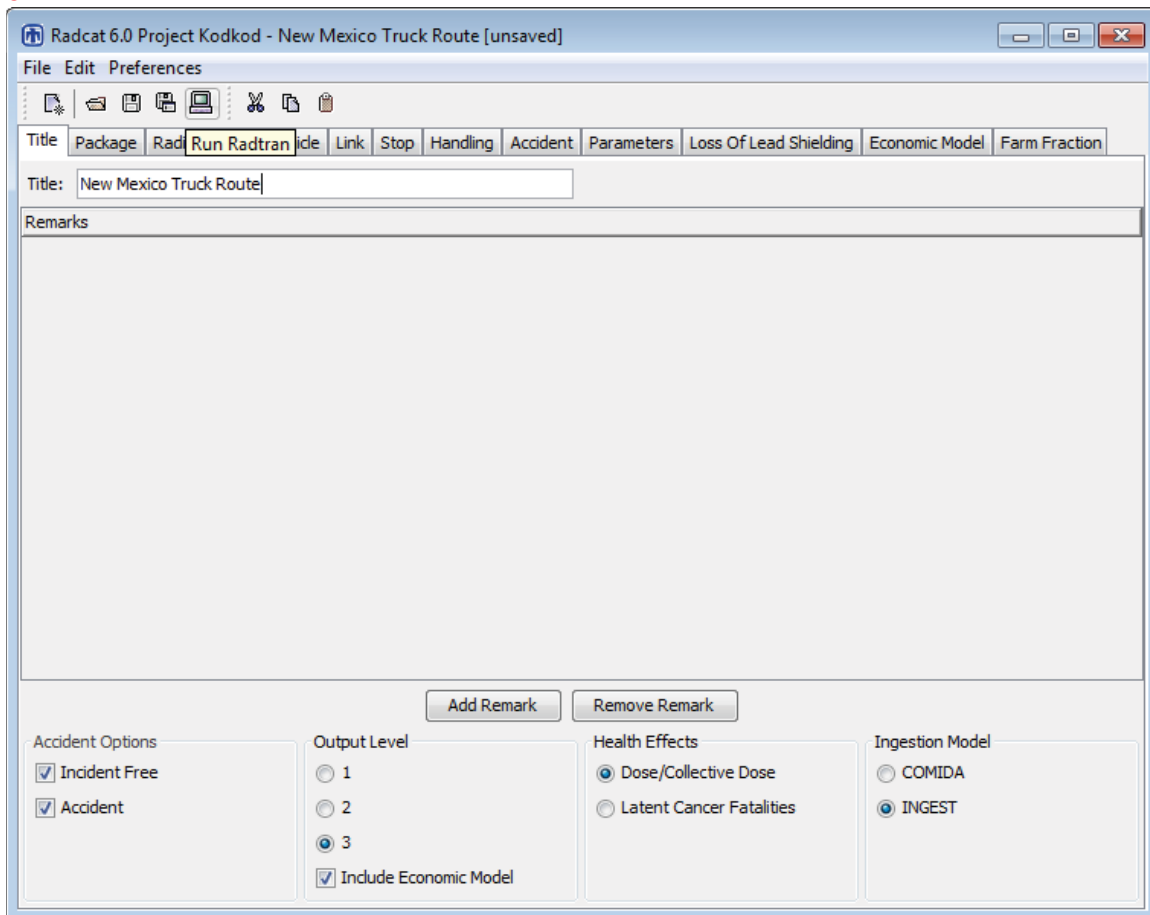 Radcat 6.0 Project Kodkod - New Mexico Truck Route [unsaved]
File Edit Preferences
Title Package Radi Run Radtran icle Link Stop Handling Accident Parameters Loss Of Lead Shielding Economic Model Farm Fraction
Title: New Mexico Truck Route
Remarks
Add Remark Remove Remark
Accident Options Output Level Health Effects Ingestion Model
Incident Free 1 Dose/Collective Dose COMIDA
Accident 2 Latent Cancer Fatalities INGEST
3
Include Economic Model